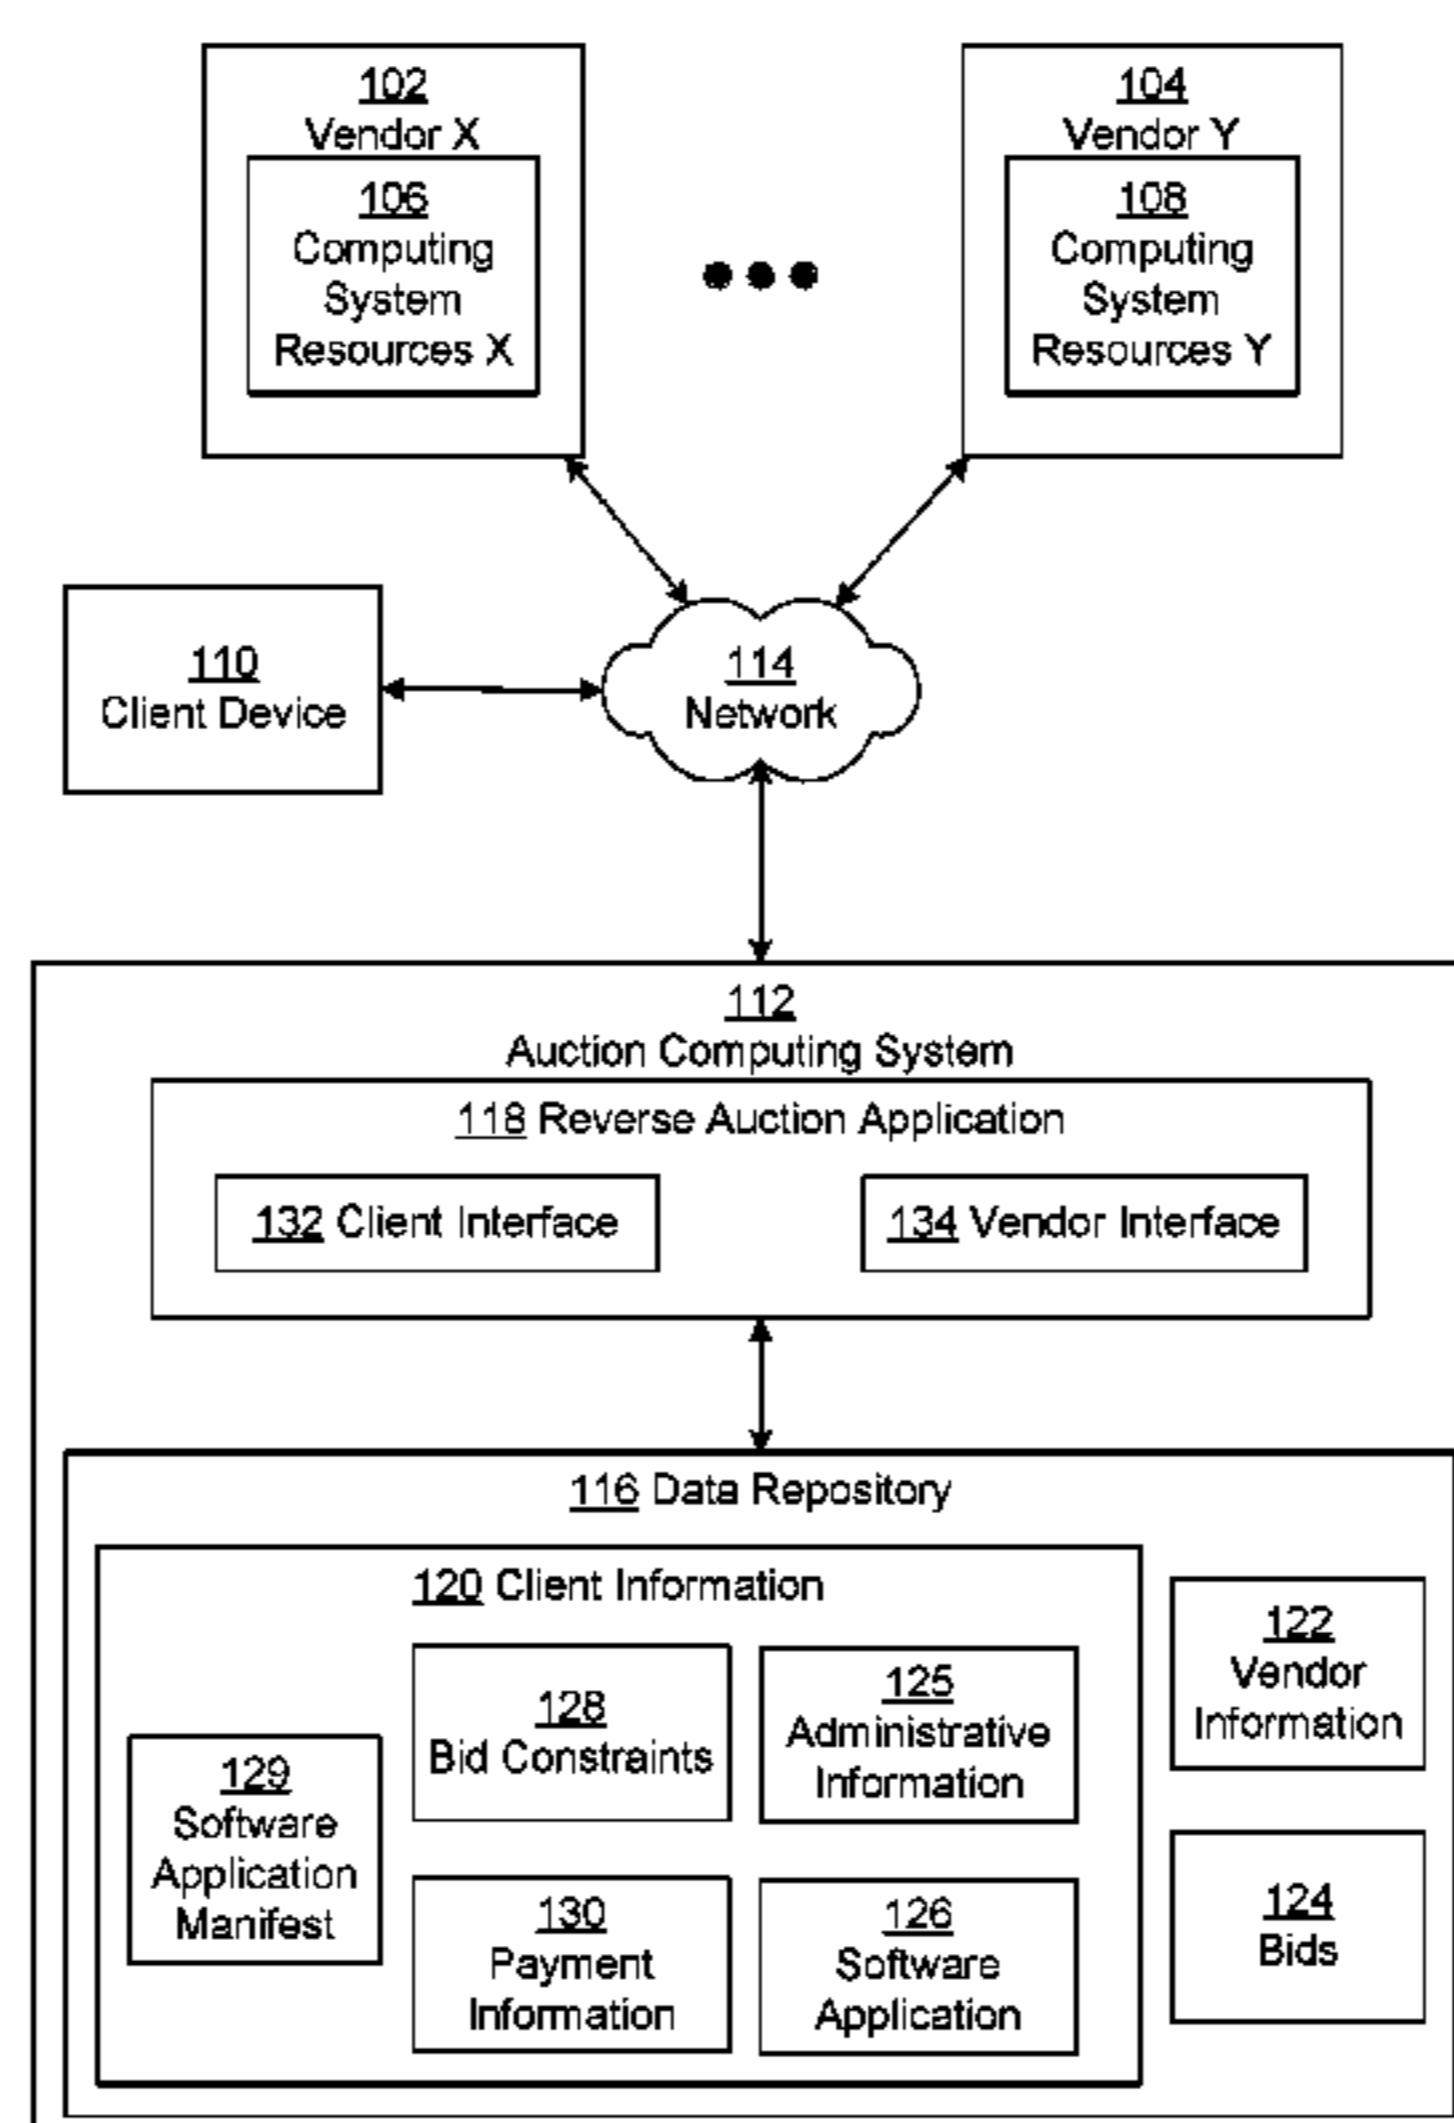 102
Vendor X
106
Computing
System
Resources X
104
Vendor Y
108
Computing
System
Resources Y
110
Client Device
114
Network
112
Auction Computing System
118 Reverse Auction Application
132 Client Interface
134 Vendor Interface
116 Data Repository
120 Client Information
129
Software
Application
Manifest
128
Bid Constraints
125
Administrative
Information
130
Payment
Information
126
Software
Application
122
Vendor
Information
124
Bids